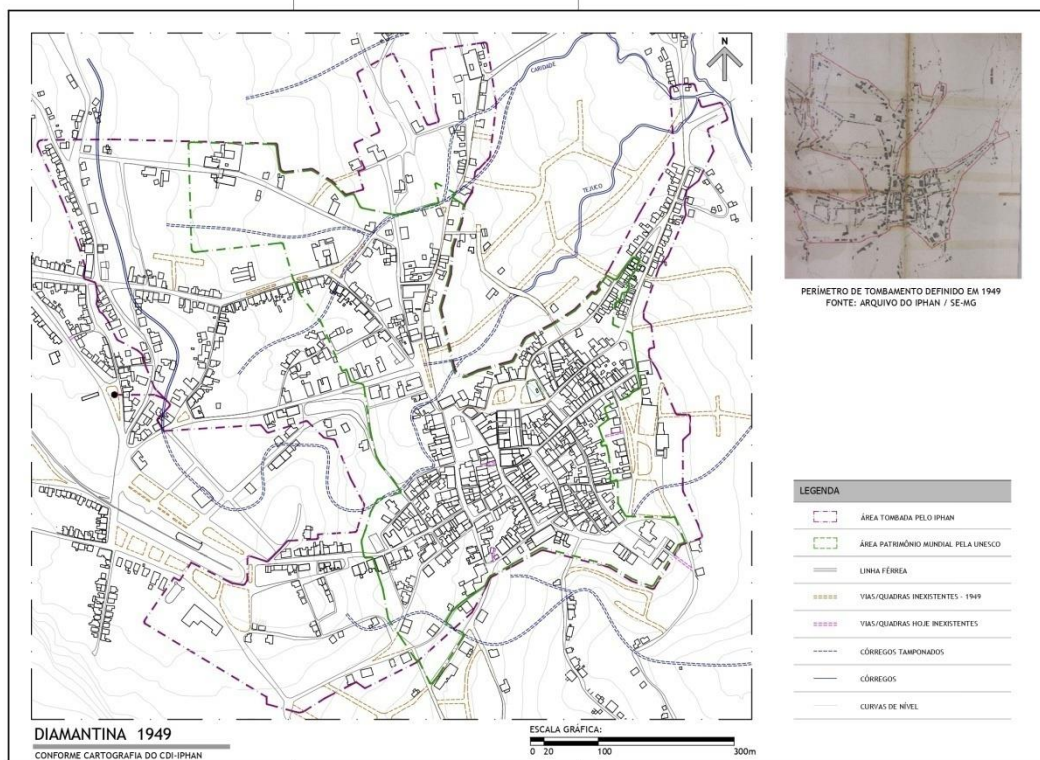 N
CARIDADE
TEJUCO
PERÍMETRO DE TOMBAMENTO DEFINIDO EM 1949
FONTE: ARQUIVO DO IPHAN / SE-MG
LEGENDA
ÁREA TOMBADA PELO IPHAN
ÁREA PATRIMÔNIO MUNDIAL PELA UNESCO
LINHA FÉRREA
VIAS/QUADRAS INEXISTENTES - 1949
VIAS/QUADRAS HOJE INEXISTENTES
CÓRREGOS TAMPONADOS
CÓRREGOS
CURVAS DE NÍVEL
DIAMANTINA 1949
CONFORME CARTOGRAFIA DO CDI-IPHAN
ESCALA GRÁFICA:
0 20 100 300m